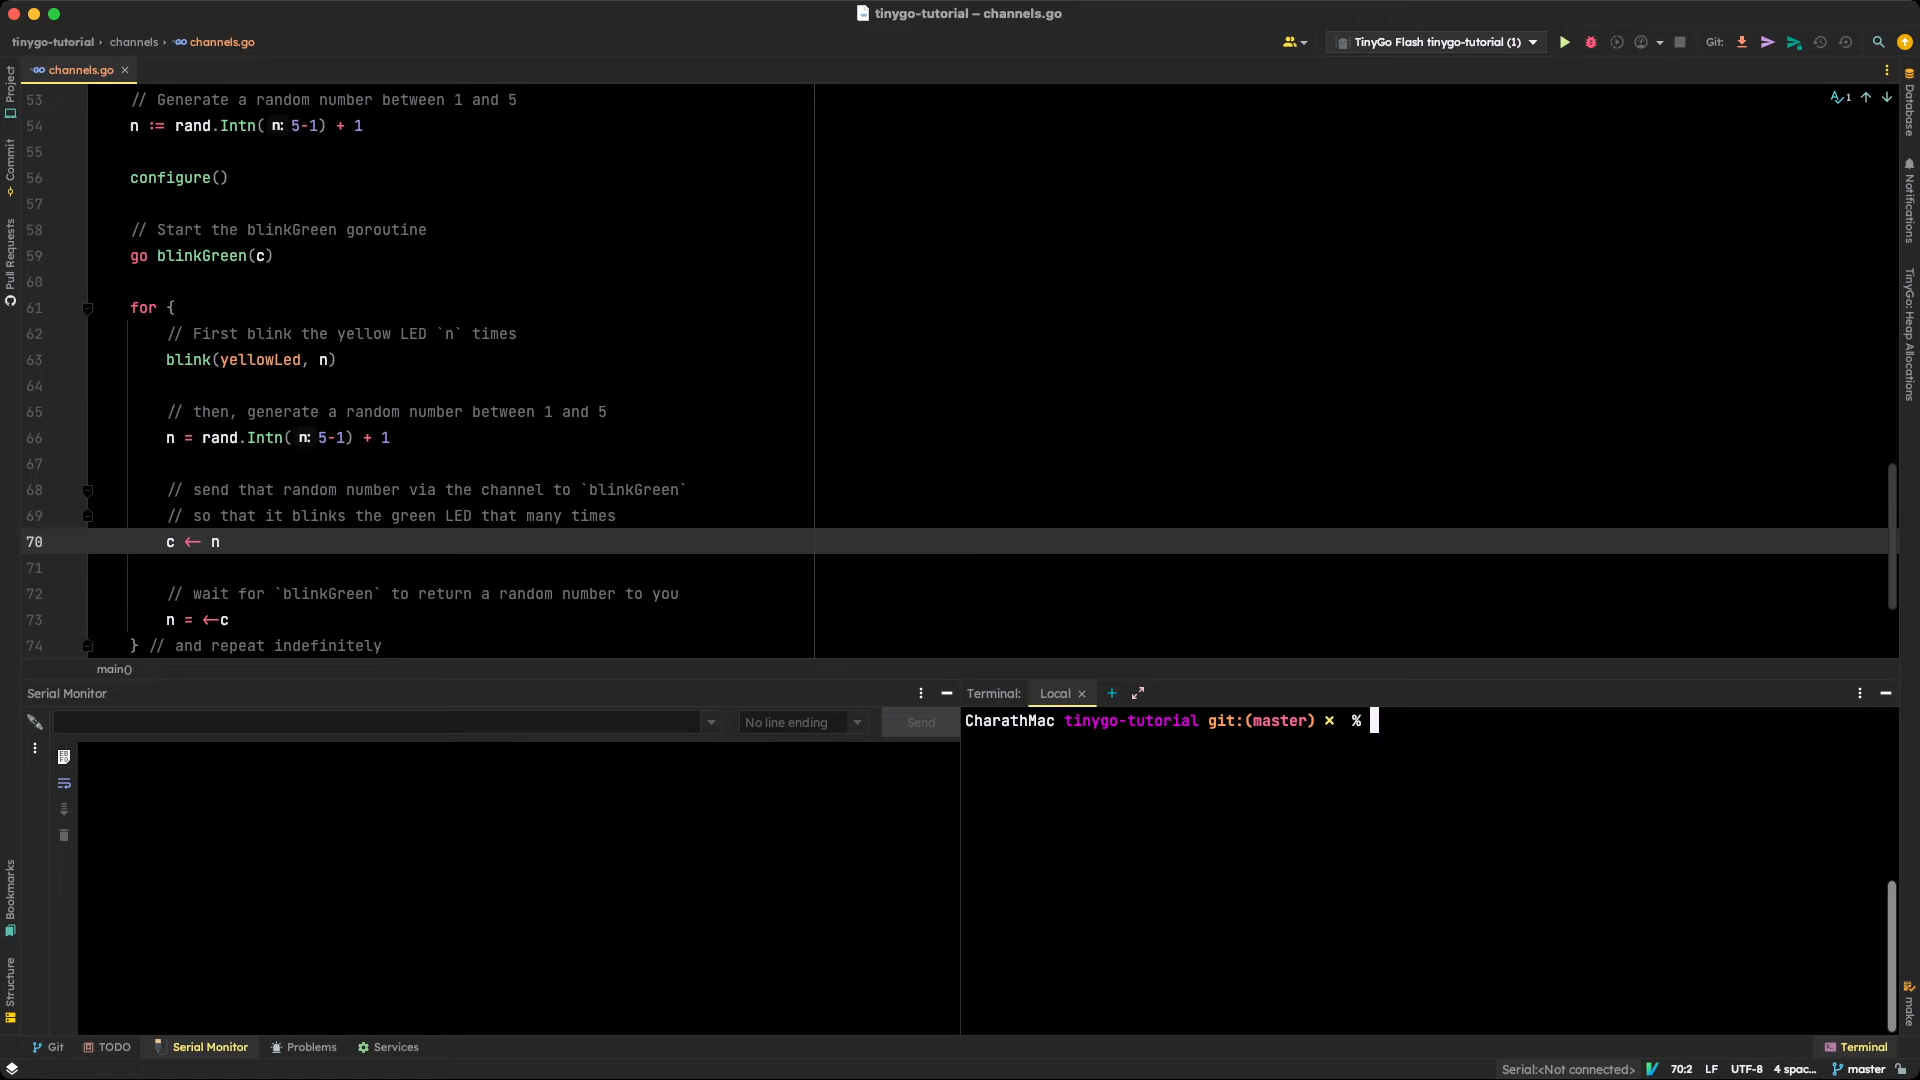 tinygo-tutorial – channels.go
tinygo-tutorial › channels › channels.go
TinyGo Flash tinygo-tutorial (1)
Git:
channels.go
Project
Commit
Pull Requests
Bookmarks
Structure
53 // Generate a random number between 1 and 5
54 n := rand.Intn( n: 5-1) + 1
55
56 configure()
57
58 // Start the blinkGreen goroutine
59 go blinkGreen(c)
60
61 for {
62 // First blink the yellow LED `n` times
63 blink(yellowLed, n)
64
65 // then, generate a random number between 1 and 5
66 n = rand.Intn( n: 5-1) + 1
67
68 // send that random number via the channel to `blinkGreen`
69 // so that it blinks the green LED that many times
70 c <- n
71
72 // wait for `blinkGreen` to return a random number to you
73 n = <-c
74 } // and repeat indefinitely
1
Database
Notifications
TinyGo: Heap Allocations
make
main()
Serial Monitor
No line ending
Send
Terminal: Local
CharathMac tinygo-tutorial git:(master) × %
Git TODO Serial Monitor Problems Services
Terminal
Serial:<Not connected> 70:2 LF UTF-8 4 spac... master